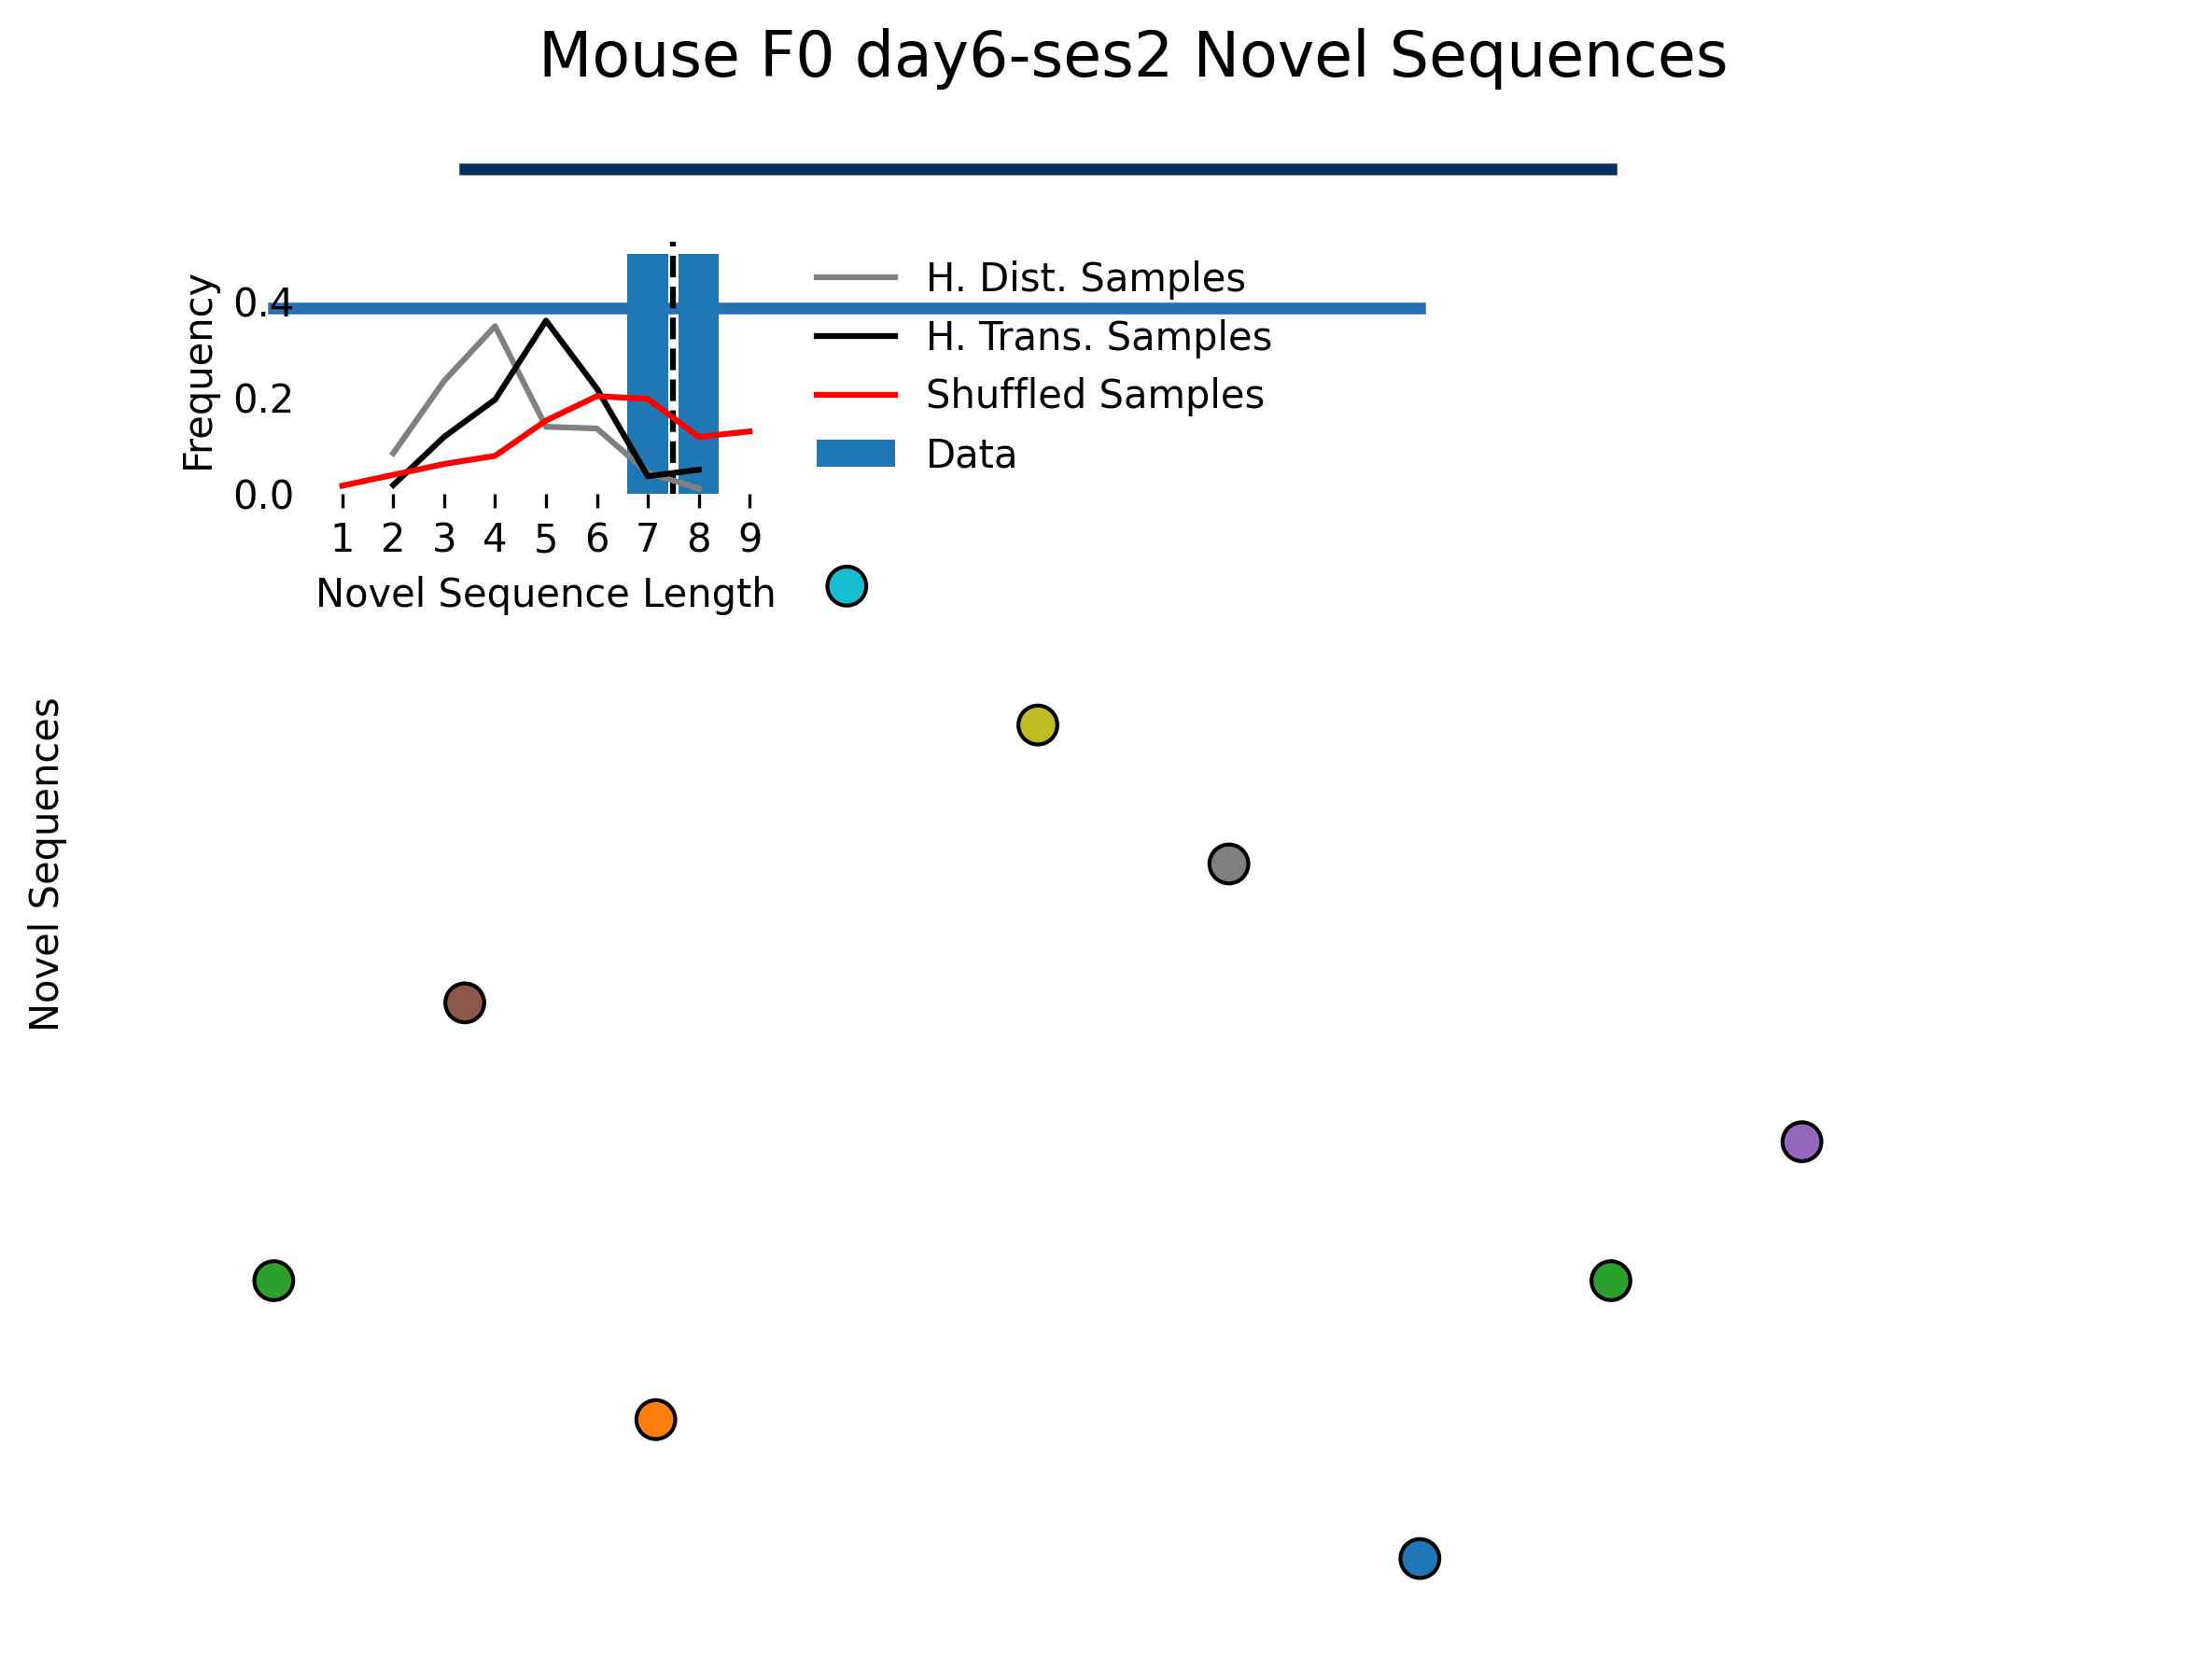 Mouse F0 day6-ses2 Novel Sequences
Frequency
0.4
0.2
0.0
1 2 3 4 5 6 7 8 9
Novel Sequence Length
H. Dist. Samples
H. Trans. Samples
Shuffled Samples
Data
Novel Sequences